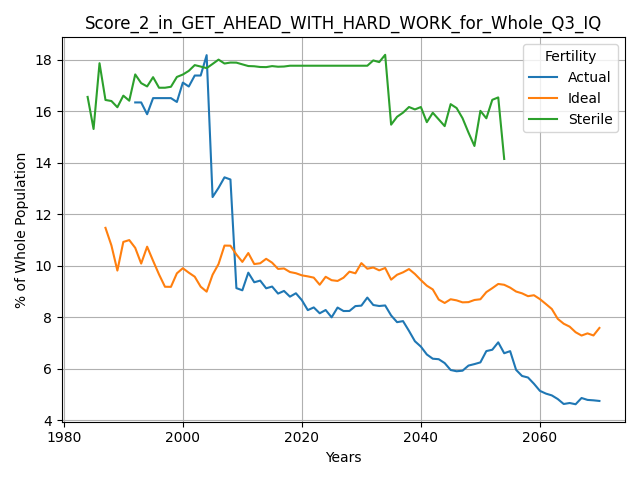 Score_2_in_GET_AHEAD_WITH_HARD_WORK_for_Whole_Q3_IQ
% of Whole Population
18
16
14
12
10
8
6
4
Fertility
Actual
Ideal
Sterile
1980
2000
2020
2040
2060
Years